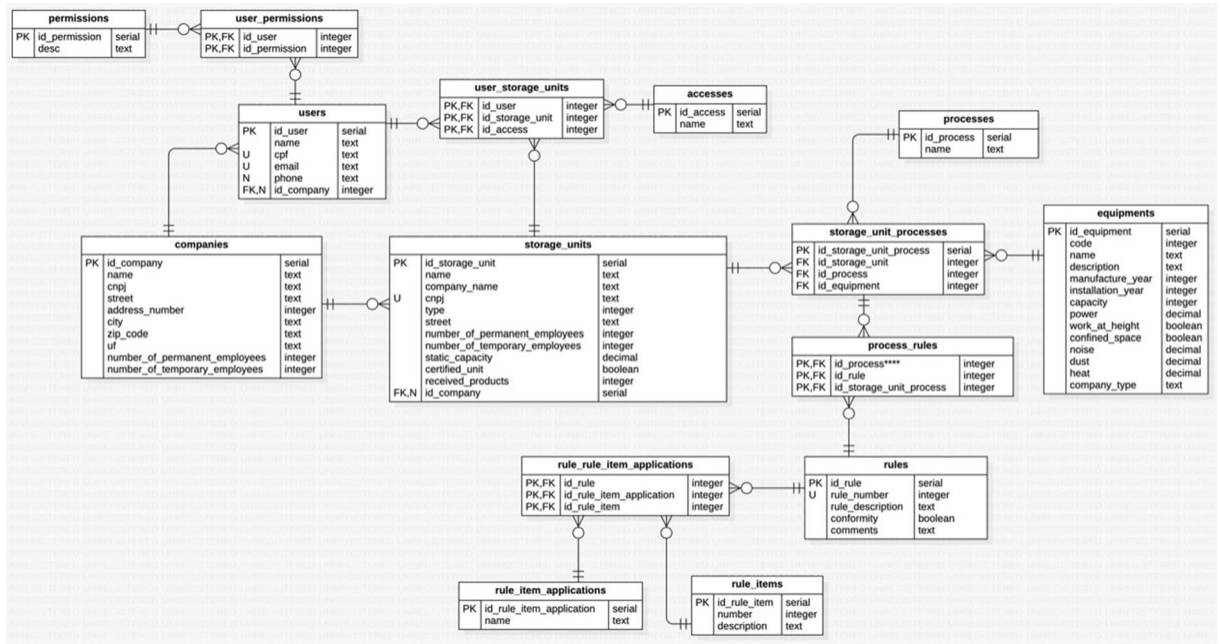 permissions
PK id_permission serial
desc text
user_permissions
PK,FK id_user integer
PK,FK id_permission integer
users
PK id_user serial
name text
U cpf text
U email text
N phone text
FK,N id_company integer
user_storage_units
PK,FK id_user integer
PK,FK id_storage_unit integer
PK,FK id_access integer
accesses
PK id_access serial
name text
processes
PK id_process serial
name text
companies
PK id_company serial
name text
cnpj text
street text
address_number integer
city text
zip_code text
uf text
number_of_permanent_employees integer
number_of_temporary_employees integer
storage_units
PK id_storage_unit serial
name text
company_name text
U cnpj text
type integer
street text
number_of_permanent_employees integer
number_of_temporary_employees integer
static_capacity decimal
certified_unit boolean
received_products integer
FK,N id_company serial
storage_unit_processes
PK id_storage_unit_process serial
FK id_storage_unit integer
FK id_process integer
FK id_equipment integer
equipments
PK id_equipment serial
code integer
name text
description text
manufacture_year integer
installation_year integer
capacity integer
power decimal
work_at_height boolean
confined_space boolean
noise decimal
dust decimal
heat decimal
company_type text
process_rules
PK,FK id_process**** integer
PK,FK id_rule integer
PK,FK id_storage_unit_process integer
rule_rule_item_applications
PK,FK id_rule integer
PK,FK id_rule_item_application integer
PK,FK id_rule_item integer
rules
PK id_rule serial
U rule_number integer
rule_description text
conformity boolean
comments text
rule_item_applications
PK id_rule_item_application serial
name text
rule_items
PK id_rule_item serial
number integer
description text